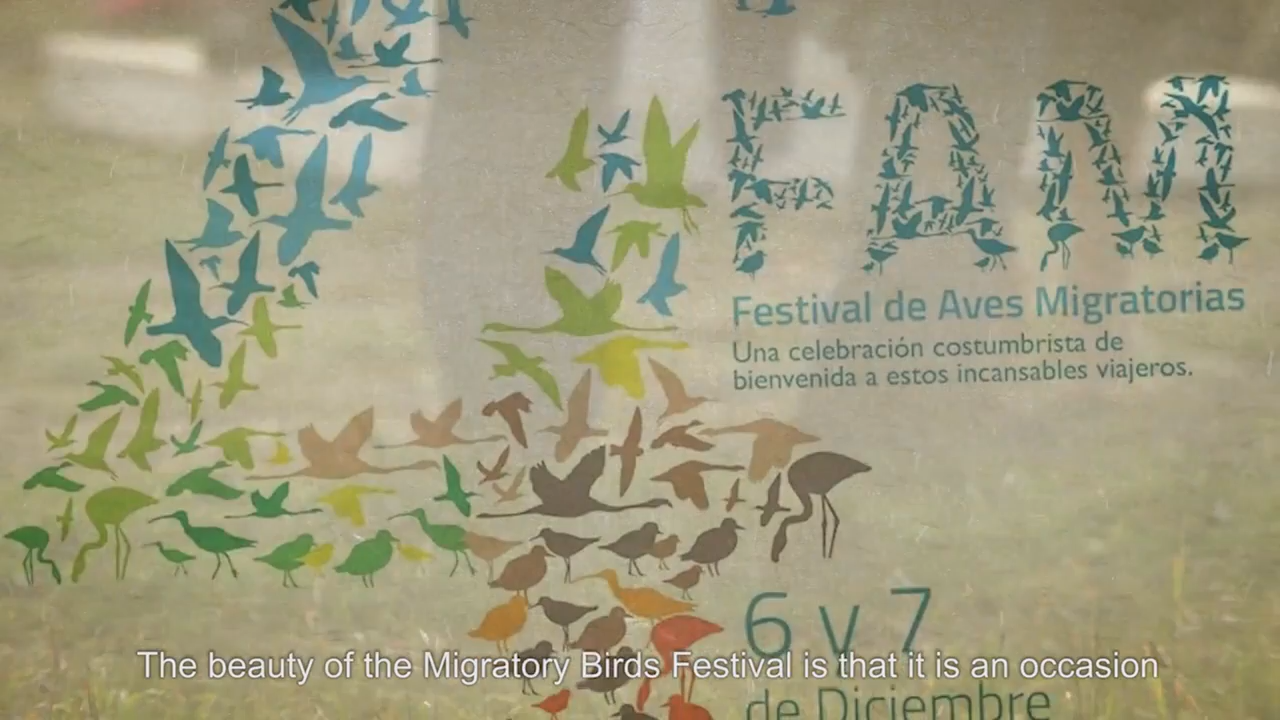 FAM
Festival de Aves Migratorias
Una celebración costumbrista de
bienvenida a estos incansables viajeros.
6 y 7
de Diciembre
The beauty of the Migratory Birds Festival is that it is an occasion